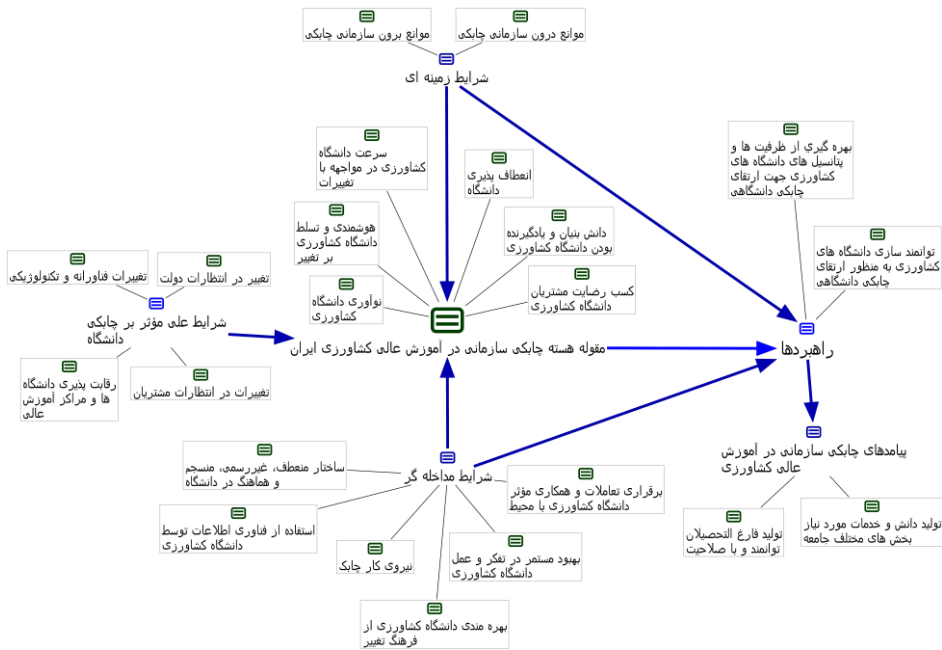 موانع برون سازمانی چابکی
موانع درون سازمانی چابکی
شرایط زمینه ای
سرعت دانشگاه
کشاورزی در مواجهه با
تغییرات
انعطاف پذیری
دانشگاه
بهره گیری از ظرفیت ها و
پتانسیل های دانشگاه های
کشاورزی جهت ارتقای
چابکی دانشگاهی
هوشمندی و تسلط
دانشگاه کشاورزی
بر تغییر
دانش بنیان و یادگیرنده
بودن دانشگاه کشاورزی
توانمند سازی دانشگاه های
کشاورزی به منظور ارتقای
چابکی دانشگاهی
تغییرات فناورانه و تکنولوژیکی
تغییر در انتظارات دولت
نوآوری دانشگاه
کشاورزی
کسب رضایت مشتریان
دانشگاه کشاورزی
شرایط علی مؤثر بر چابکی
دانشگاه
مقوله هسته چابکی سازمانی در آموزش عالی کشاورزی ایران
راهبردها
رقابت پذیری دانشگاه
ها و مراکز آموزش
عالی
تغییرات در انتظارات مشتریان
ساختار منعطف، غیررسمی، منسجم
و هماهنگ در دانشگاه
شرایط مداخله گر
برقراری تعاملات و همکاری مؤثر
دانشگاه کشاورزی با محیط
پیامدهای چابکی سازمانی در آموزش
عالی کشاورزی
استفاده از فناوری اطلاعات توسط
دانشگاه کشاورزی
نیروی کار چابک
بهبود مستمر در تفکر و عمل
دانشگاه کشاورزی
تولید فارغ التحصیلان
توانمند و با صلاحیت
تولید دانش و خدمات مورد نیاز
بخش های مختلف جامعه
بهره مندی دانشگاه کشاورزی از
فرهنگ تغییر